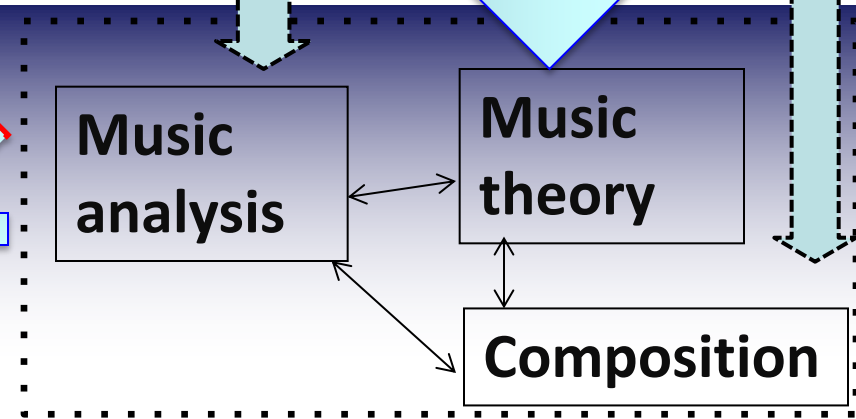 Music
analysis
Music
theory
Composition